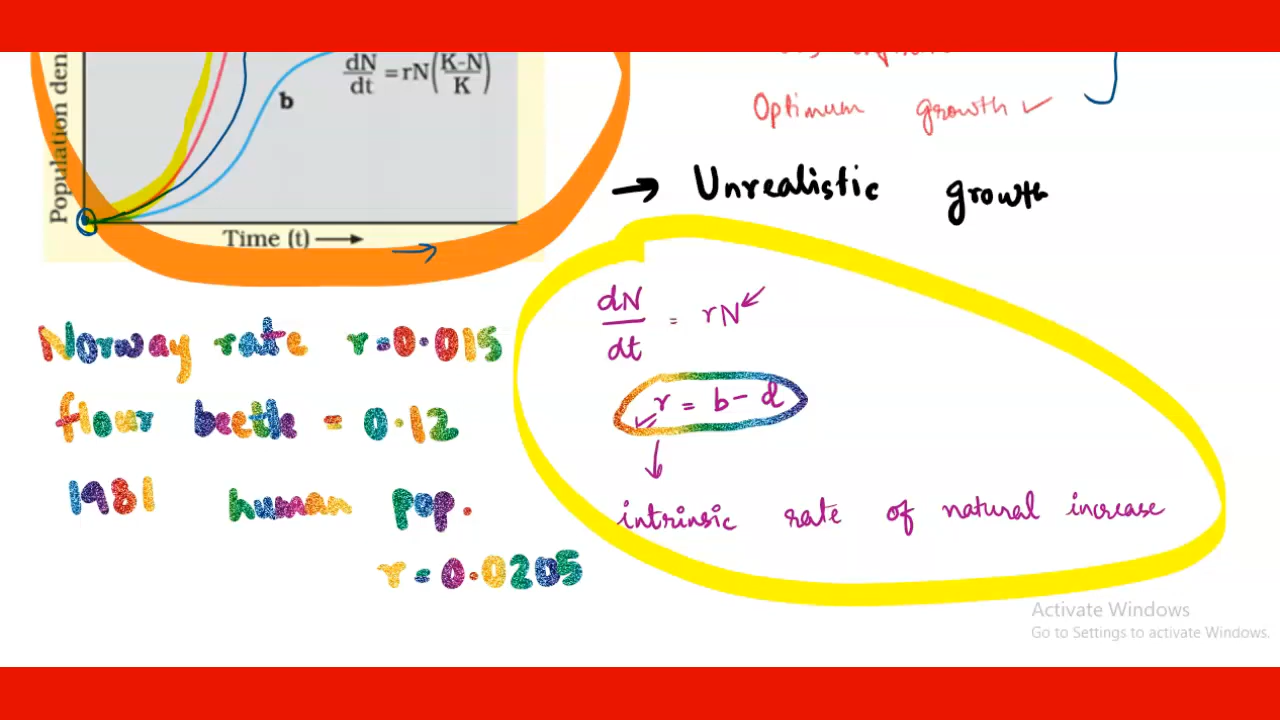 Population den
dN/dt = rN(K-N/K)
b
Time (t)
Optimum growth ✓
→ Unrealistic growth
dN/dt = rN
r = b - d
intrinsic rate of natural increase
Norway rate r=0.015
flour beetle = 0.12
1981 human pop.
r=0.0205
Activate Windows
Go to Settings to activate Windows.